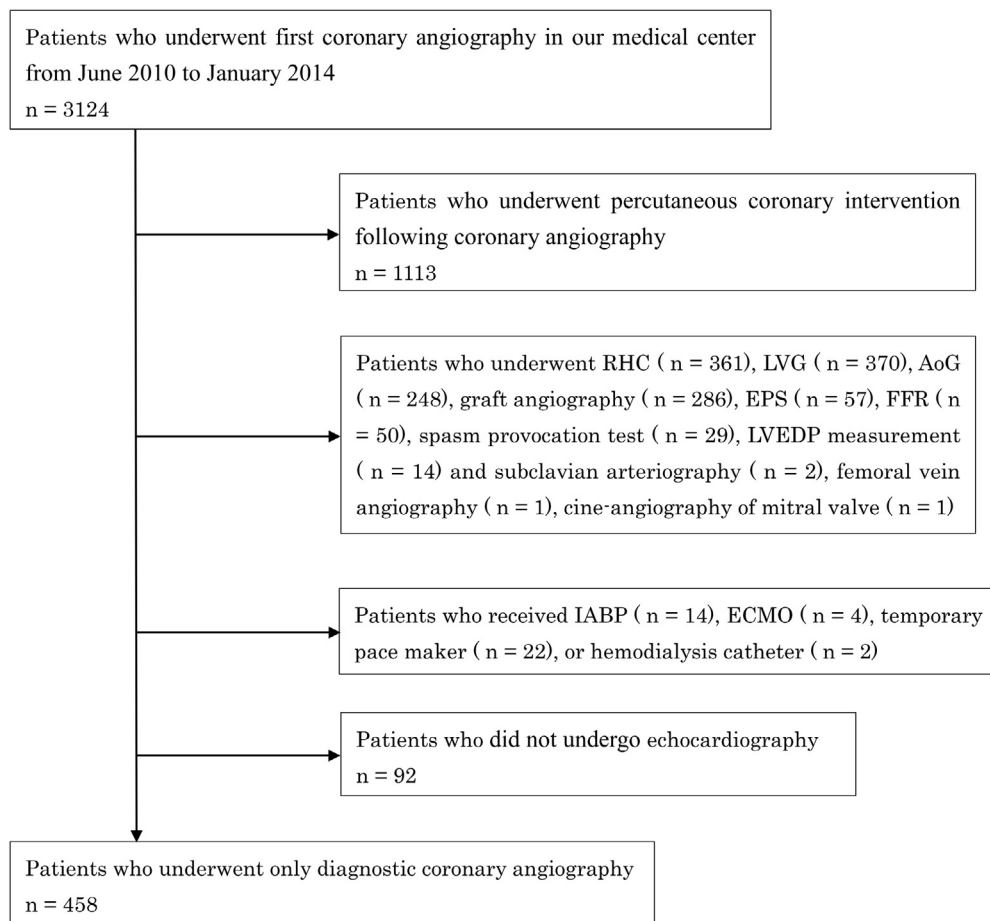 Patients who underwent first coronary angiography in our medical center
from June 2010 to January 2014
n = 3124
Patients who underwent percutaneous coronary intervention
following coronary angiography
n = 1113
Patients who underwent RHC ( n = 361), LVG ( n = 370), AoG
( n = 248), graft angiography ( n = 286), EPS ( n = 57), FFR ( n
= 50), spasm provocation test ( n = 29), LVEDP measurement
( n = 14) and subclavian arteriography ( n = 2), femoral vein
angiography ( n = 1), cine-angiography of mitral valve ( n = 1)
Patients who received IABP ( n = 14), ECMO ( n = 4), temporary
pace maker ( n = 22), or hemodialysis catheter ( n = 2)
Patients who did not undergo echocardiography
n = 92
Patients who underwent only diagnostic coronary angiography
n = 458